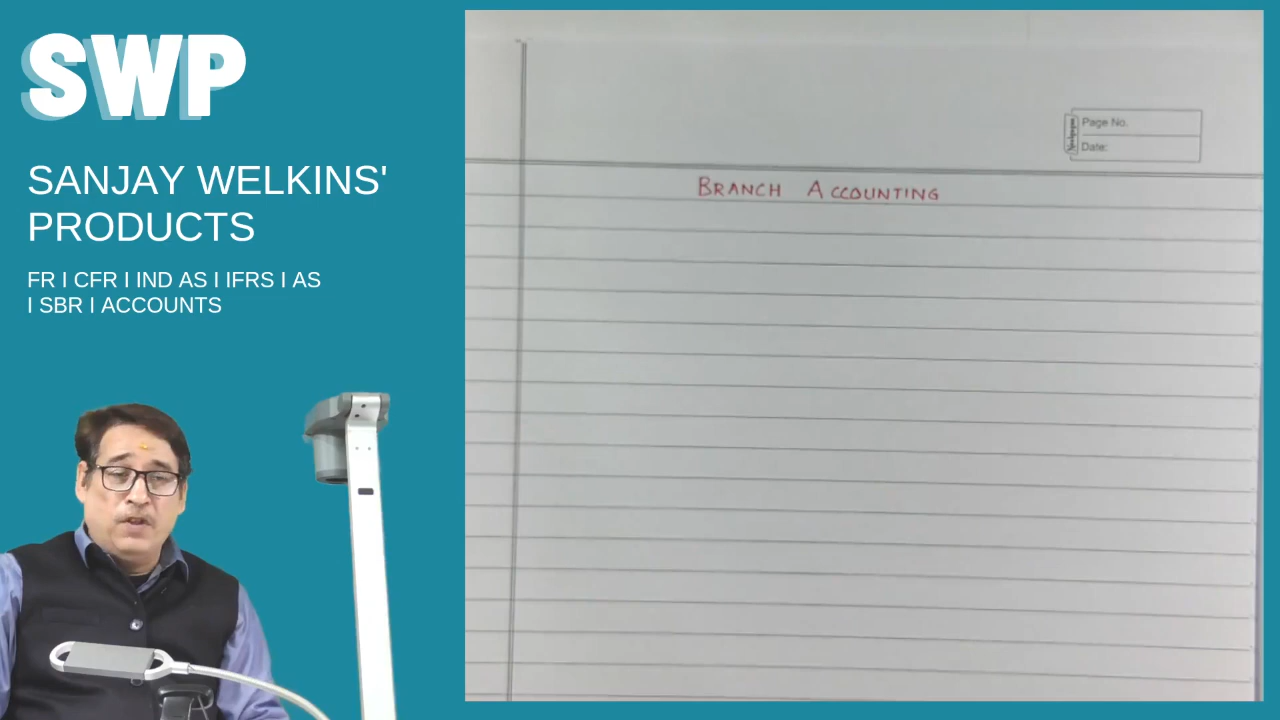 SWP
SANJAY WELKINS'
PRODUCTS
FR I CFR I IND AS I IFRS I AS
I SBR I ACCOUNTS
Page No.
Date:
BRANCH ACCOUNTING